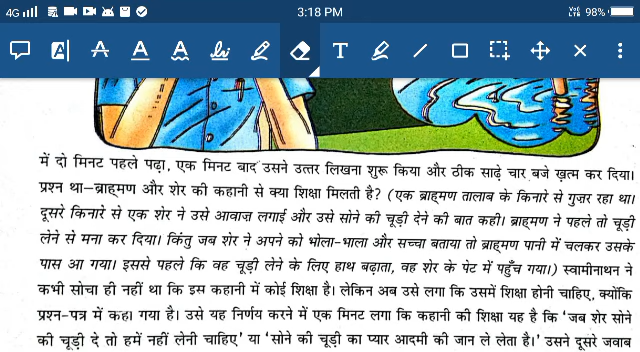 4G 3:18 PM VoD LTE 98%
A A A A T
में दो मिनट पहले पढ़ा, एक मिनट बाद उसने उत्तर लिखना शुरू किया और ठीक साढ़े चार बजे ख़त्म कर दिया।
प्रश्न था–ब्राह्मण और शेर की कहानी से क्या शिक्षा मिलती है? (एक ब्राह्मण तालाब के किनारे से गुज़र रहा था।
दूसरे किनारे से एक शेर ने उसे आवाज़ लगाई और उसे सोने की चूड़ी देने की बात कही। ब्राह्मण ने पहले तो चूड़ी
लेने से मना कर दिया। किंतु जब शेर ने अपने को भोला-भाला और सच्चा बताया तो ब्राह्मण पानी में चलकर उसके
पास आ गया। इससे पहले कि वह चूड़ी लेने के लिए हाथ बढ़ाता, वह शेर के पेट में पहुँच गया।) स्वामीनाथन ने
कभी सोचा ही नहीं था कि इस कहानी में कोई शिक्षा है। लेकिन अब उसे लगा कि उसमें शिक्षा होनी चाहिए, क्योंकि
प्रश्न-पत्र में कहा गया है। उसे यह निर्णय करने में एक मिनट लगा कि कहानी की शिक्षा यह है कि 'जब शेर सोने
की चूड़ी दे तो हमें नहीं लेनी चाहिए' या 'सोने की चूड़ी का प्यार आदमी की जान ले लेता है।' उसने दूसरे जवाब